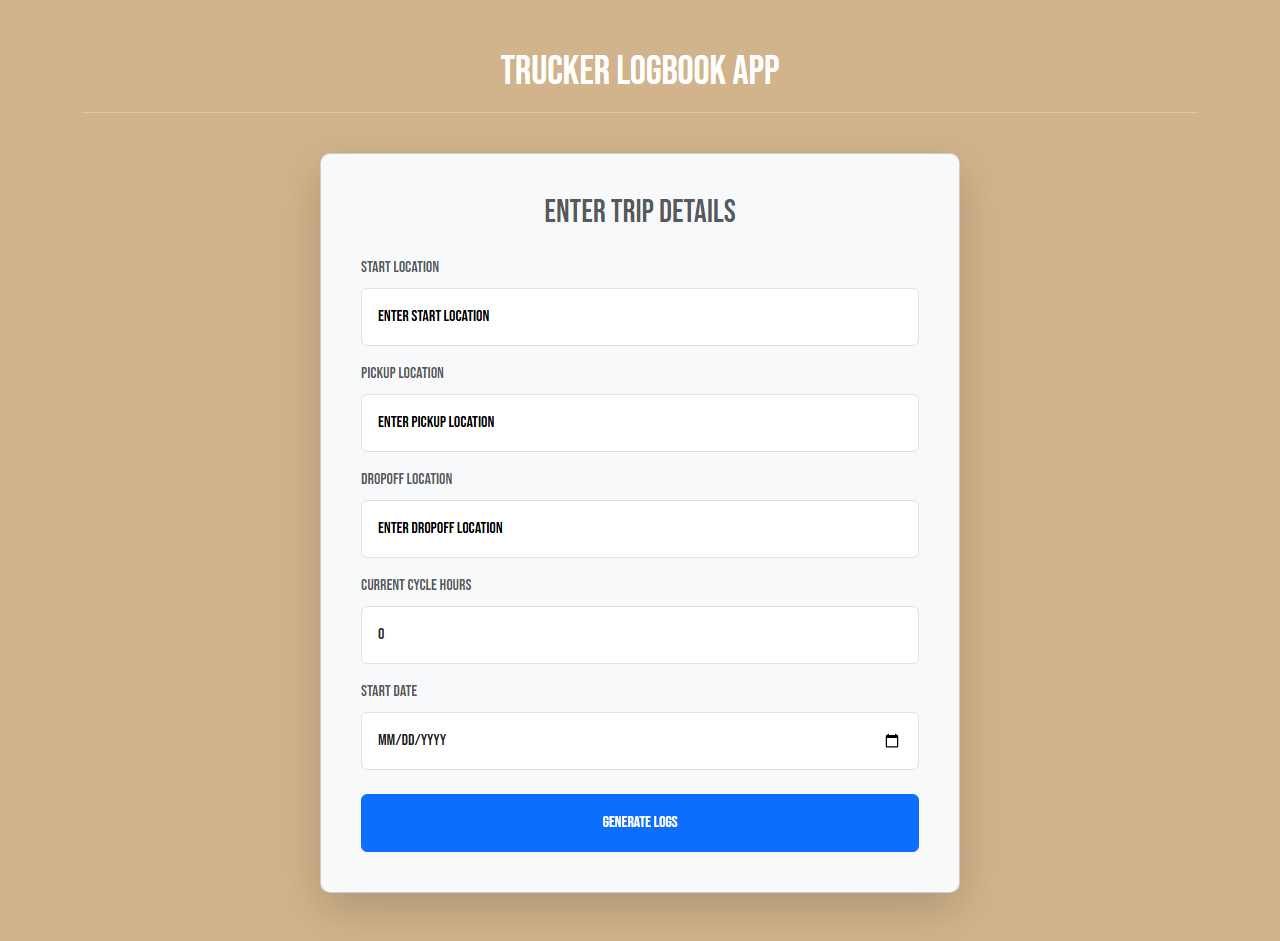 TRUCKER LOGBOOK APP
ENTER TRIP DETAILS
START LOCATION
ENTER START LOCATION
PICKUP LOCATION
ENTER PICKUP LOCATION
DROPOFF LOCATION
ENTER DROPOFF LOCATION
CURRENT CYCLE HOURS
0
START DATE
MM/DD/YYYY
GENERATE LOGS